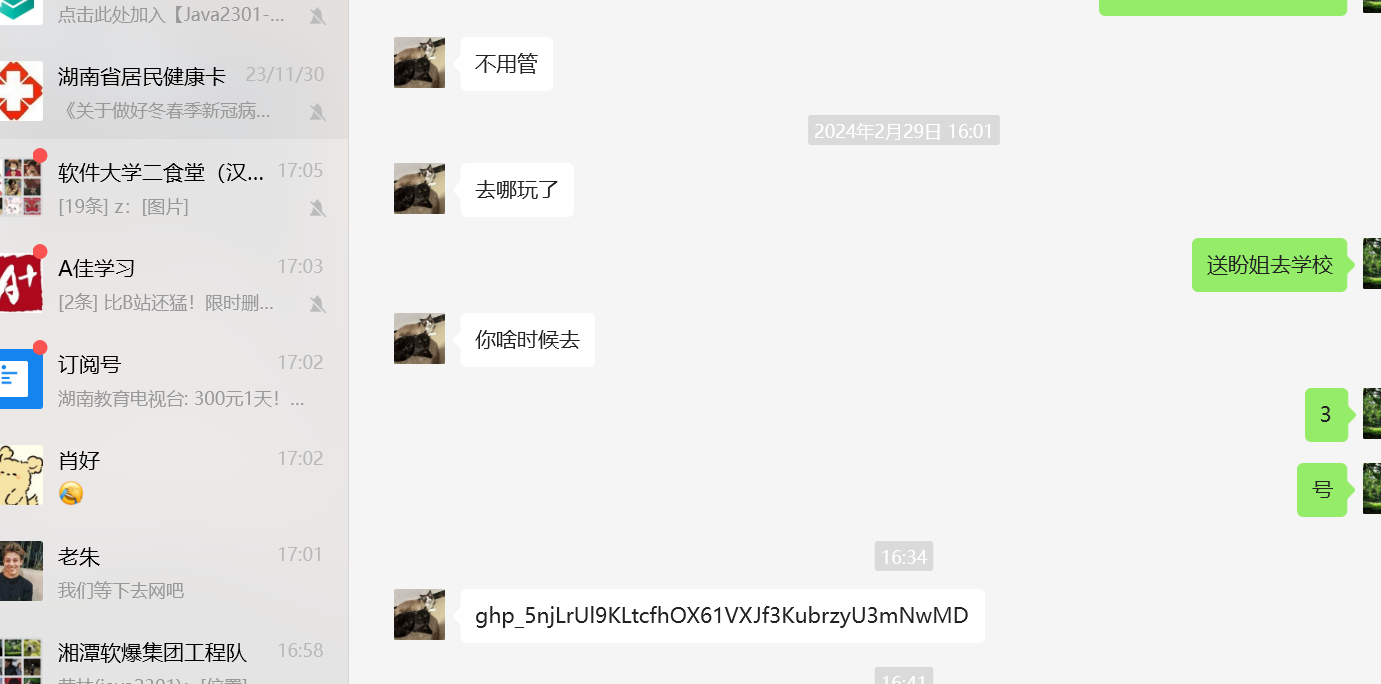 点击此处加入【Java2301-...
湖南省居民健康卡 23/11/30
《关于做好冬春季新冠病...
软件大学二食堂（汉... 17:05
[19条] z：[图片]
A佳学习 17:03
[2条] 比B站还猛！限时删...
订阅号 17:02
湖南教育电视台: 300元1天！...
肖好 17:02
老朱 17:01
我们等下去网吧
湘潭软爆集团工程队 16:58
不用管
2024年2月29日 16:01
去哪玩了
送盼姐去学校
你啥时候去
3
号
16:34
16:41